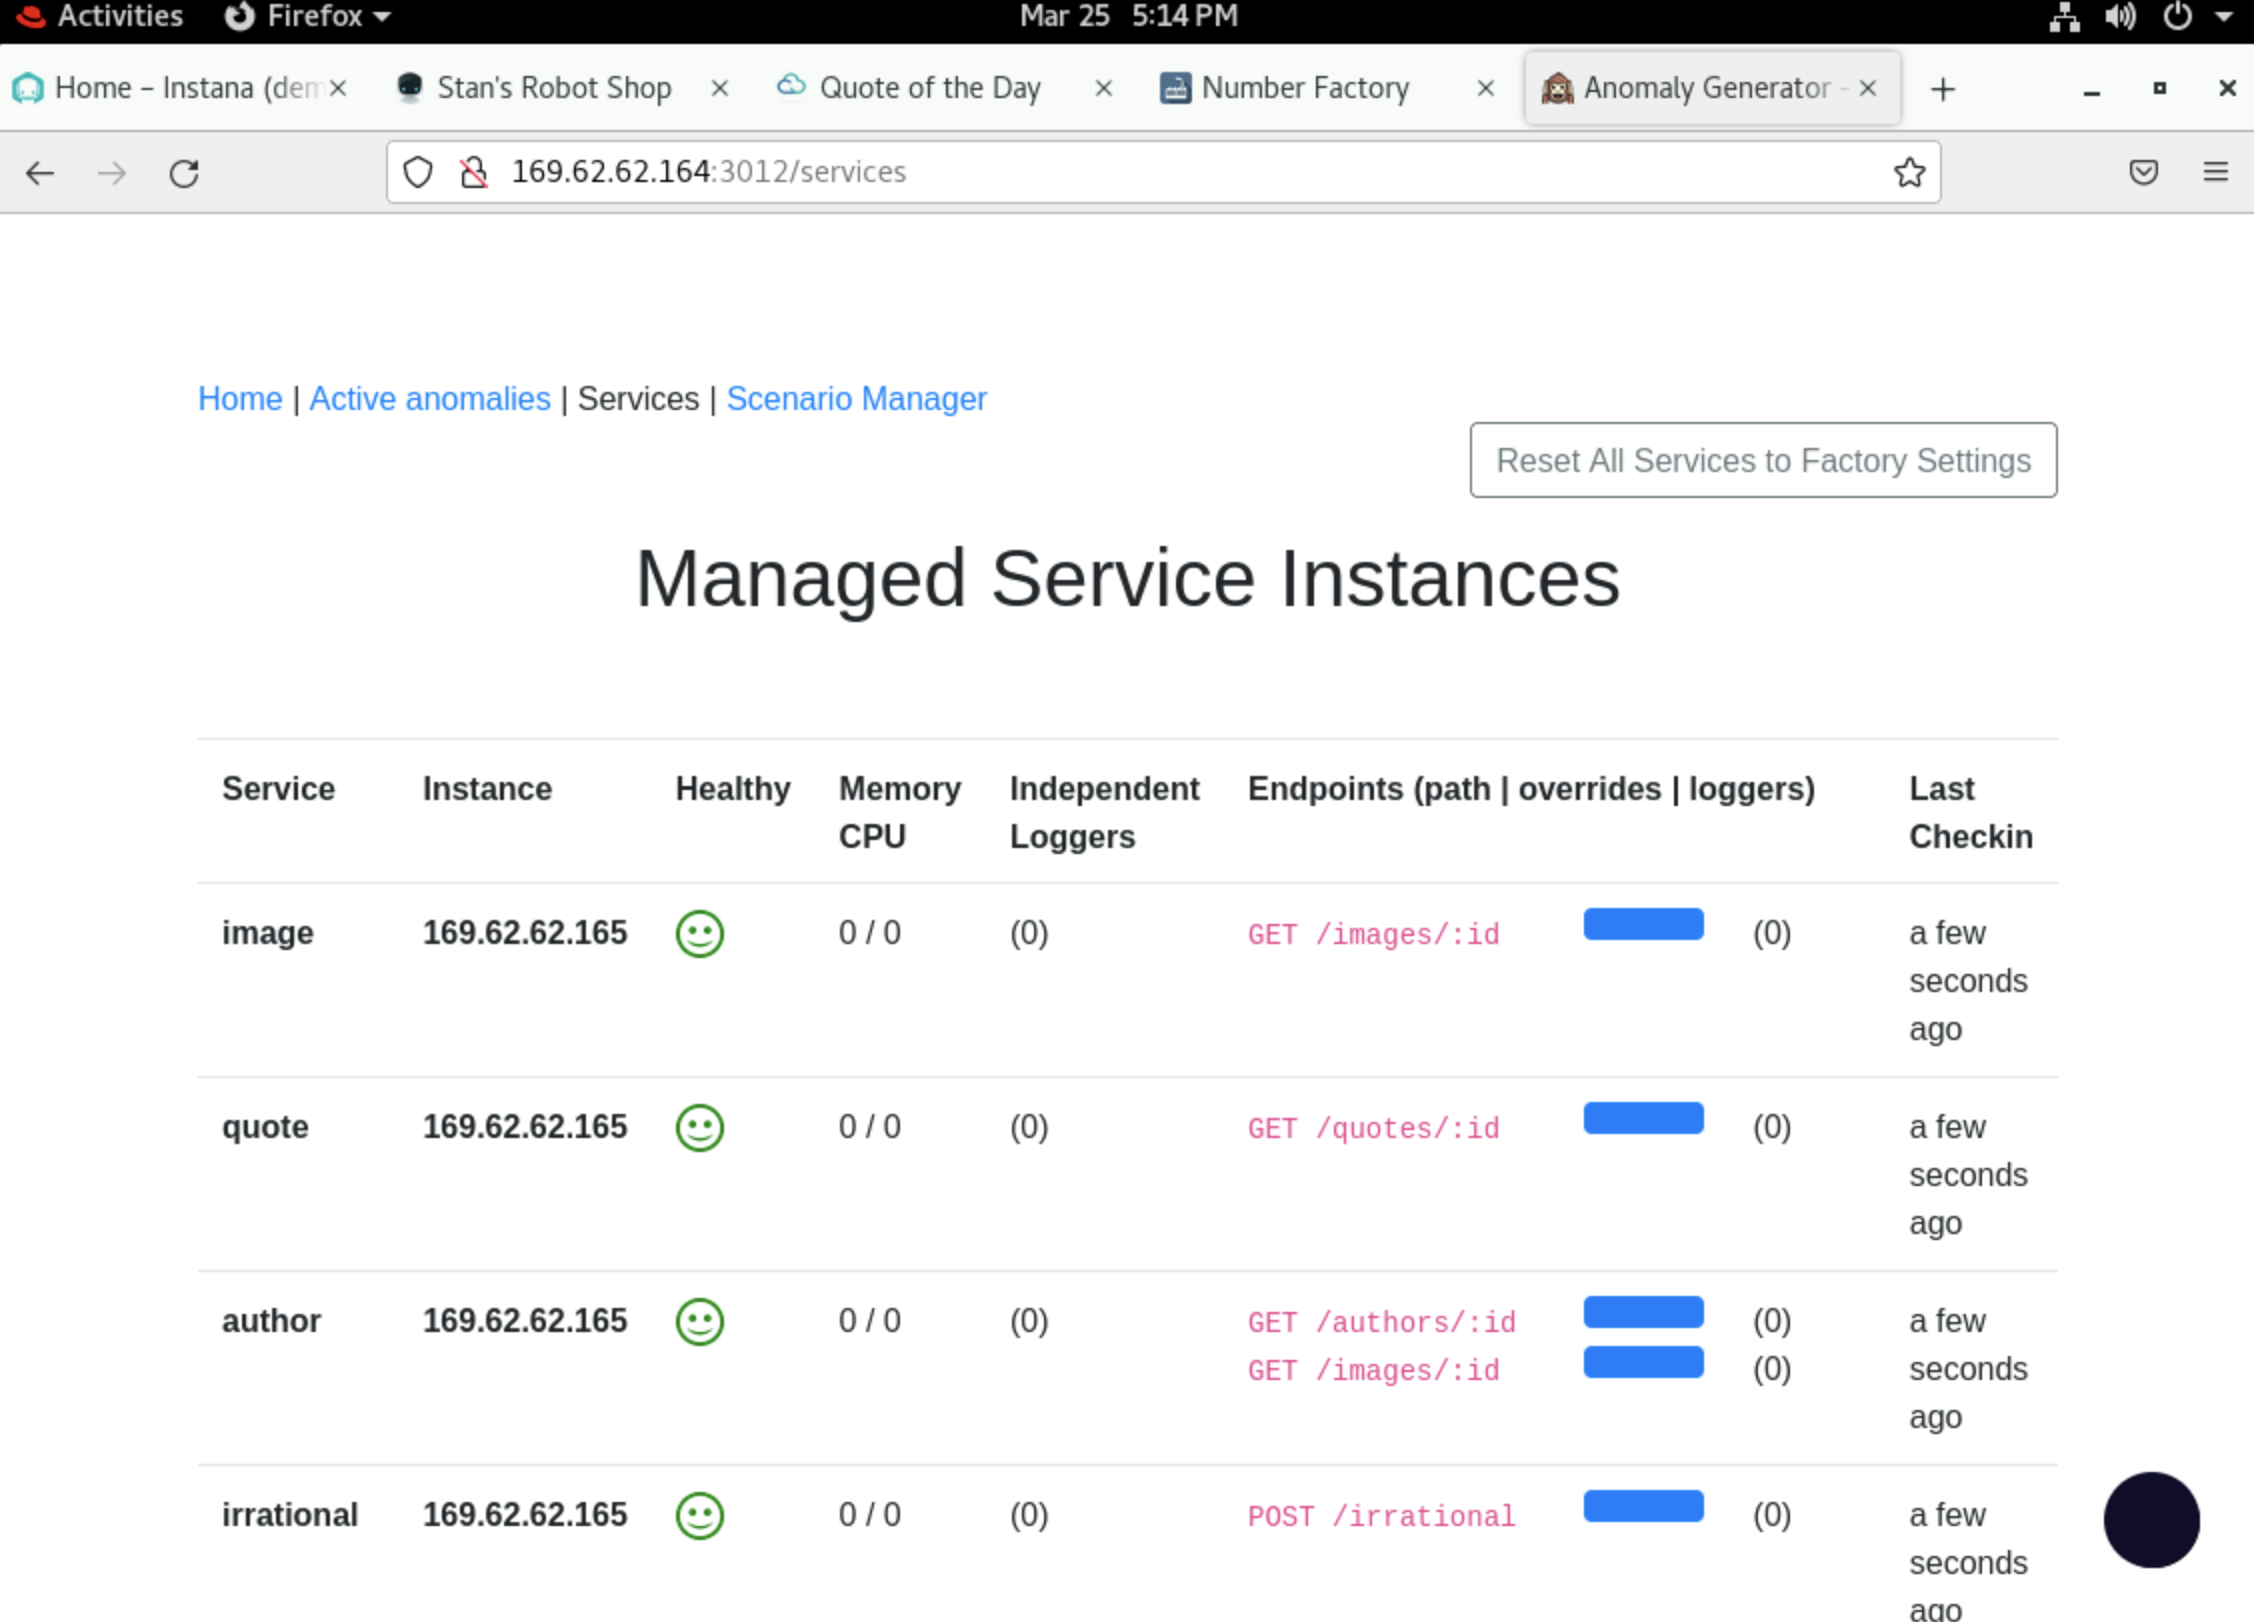 Activities Firefox Mar 25 5:14 PM
Home – Instana (dem Stan's Robot Shop Quote of the Day Number Factory Anomaly Generator -
169.62.62.164:3012/services
Home | Active anomalies | Services | Scenario Manager
Reset All Services to Factory Settings
Managed Service Instances
Service Instance Healthy Memory Independent Endpoints (path | overrides | loggers) Last
CPU Loggers Checkin
image 169.62.62.165 0 / 0 (0) GET /images/:id (0) a few
seconds
ago
quote 169.62.62.165 0 / 0 (0) GET /quotes/:id (0) a few
seconds
ago
author 169.62.62.165 0 / 0 (0) GET /authors/:id (0) a few
GET /images/:id (0) seconds
ago
irrational 169.62.62.165 0 / 0 (0) POST /irrational (0) a few
seconds
ago